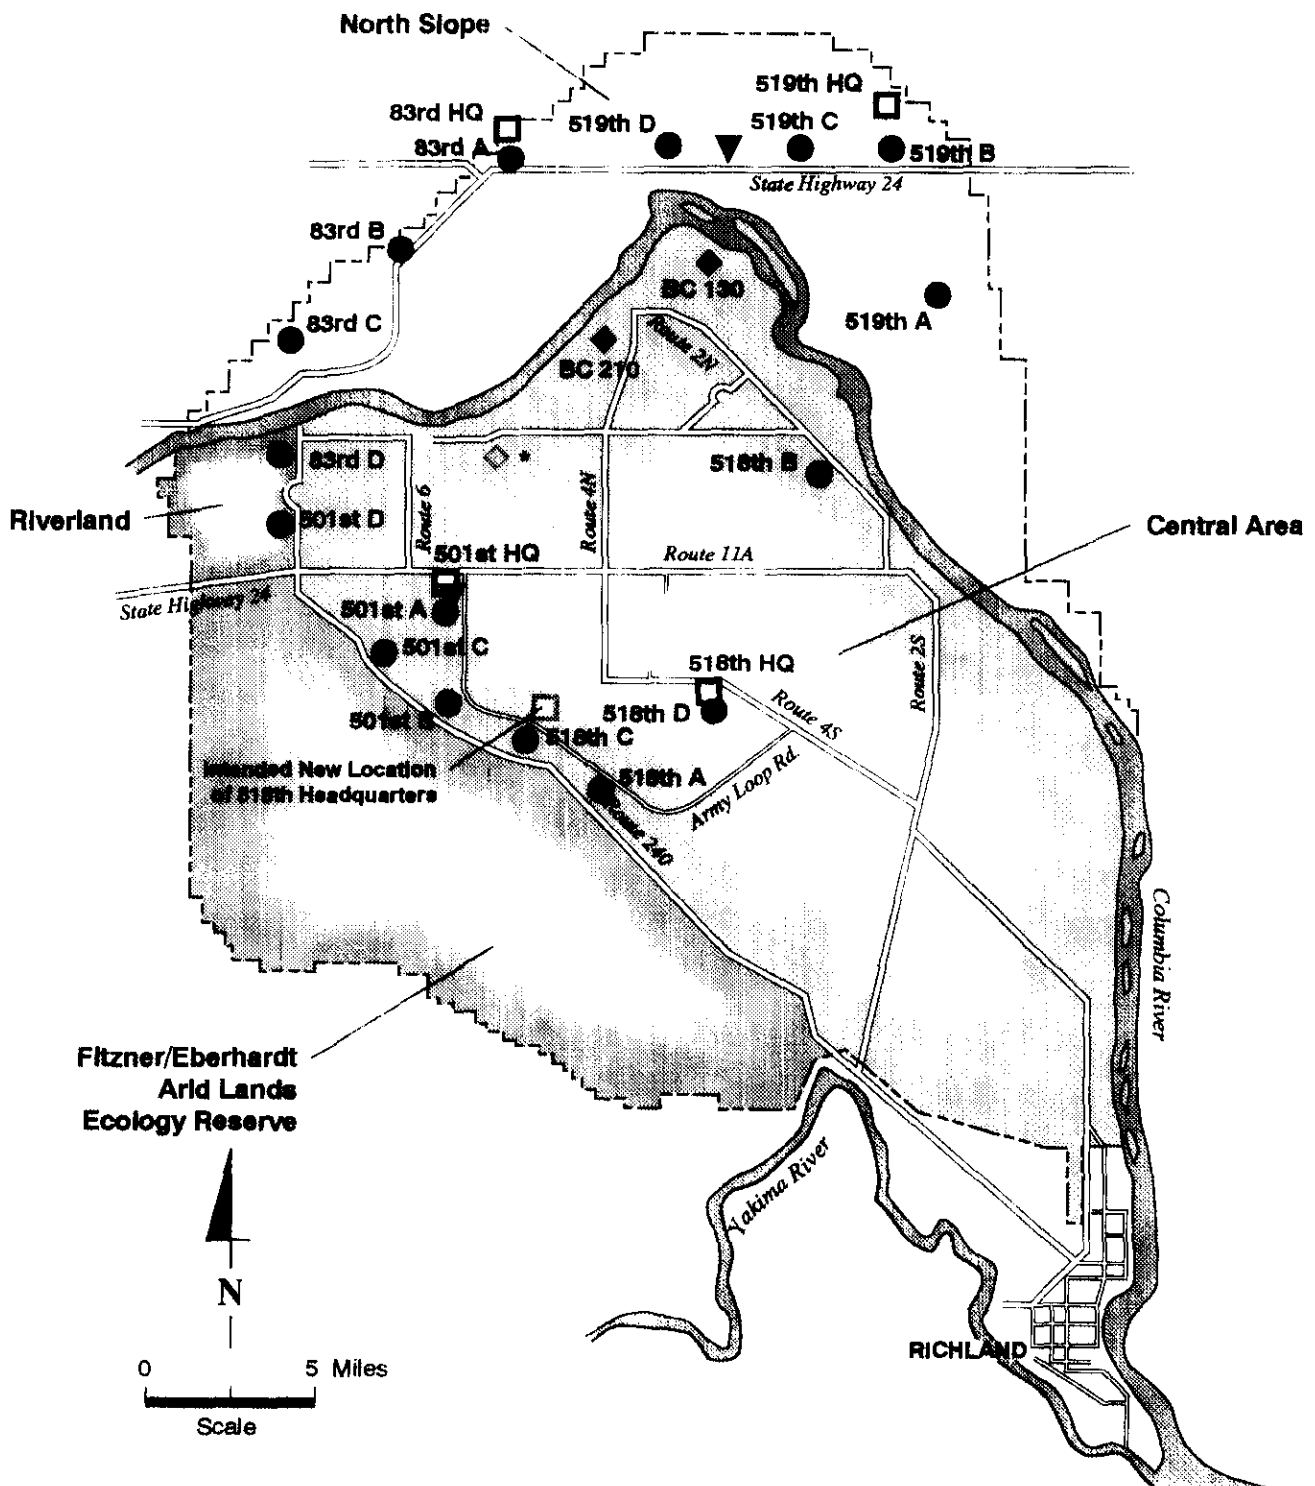 North Slope
519th HQ
83rd HQ
519th D
519th C
83rd A
519th B
State Highway 24
83rd B
BC 130
83rd C
519th A
Route 2N
BC 210
83rd D
*
518th B
Riverland
501st D
Route 6
Route 4N
Central Area
501st HQ
Route 11A
State Highway 24
501st A
501st C
518th HQ
Route 2S
501st B
518th D
Route 4S
518th C
Intended New Location
of 518th Headquarters
518th A
Army Loop Rd.
Route 240
Columbia River
Fitzner/Eberhardt
Arid Lands
Ecology Reserve
Yakima River
N
RICHLAND
0 5 Miles
Scale